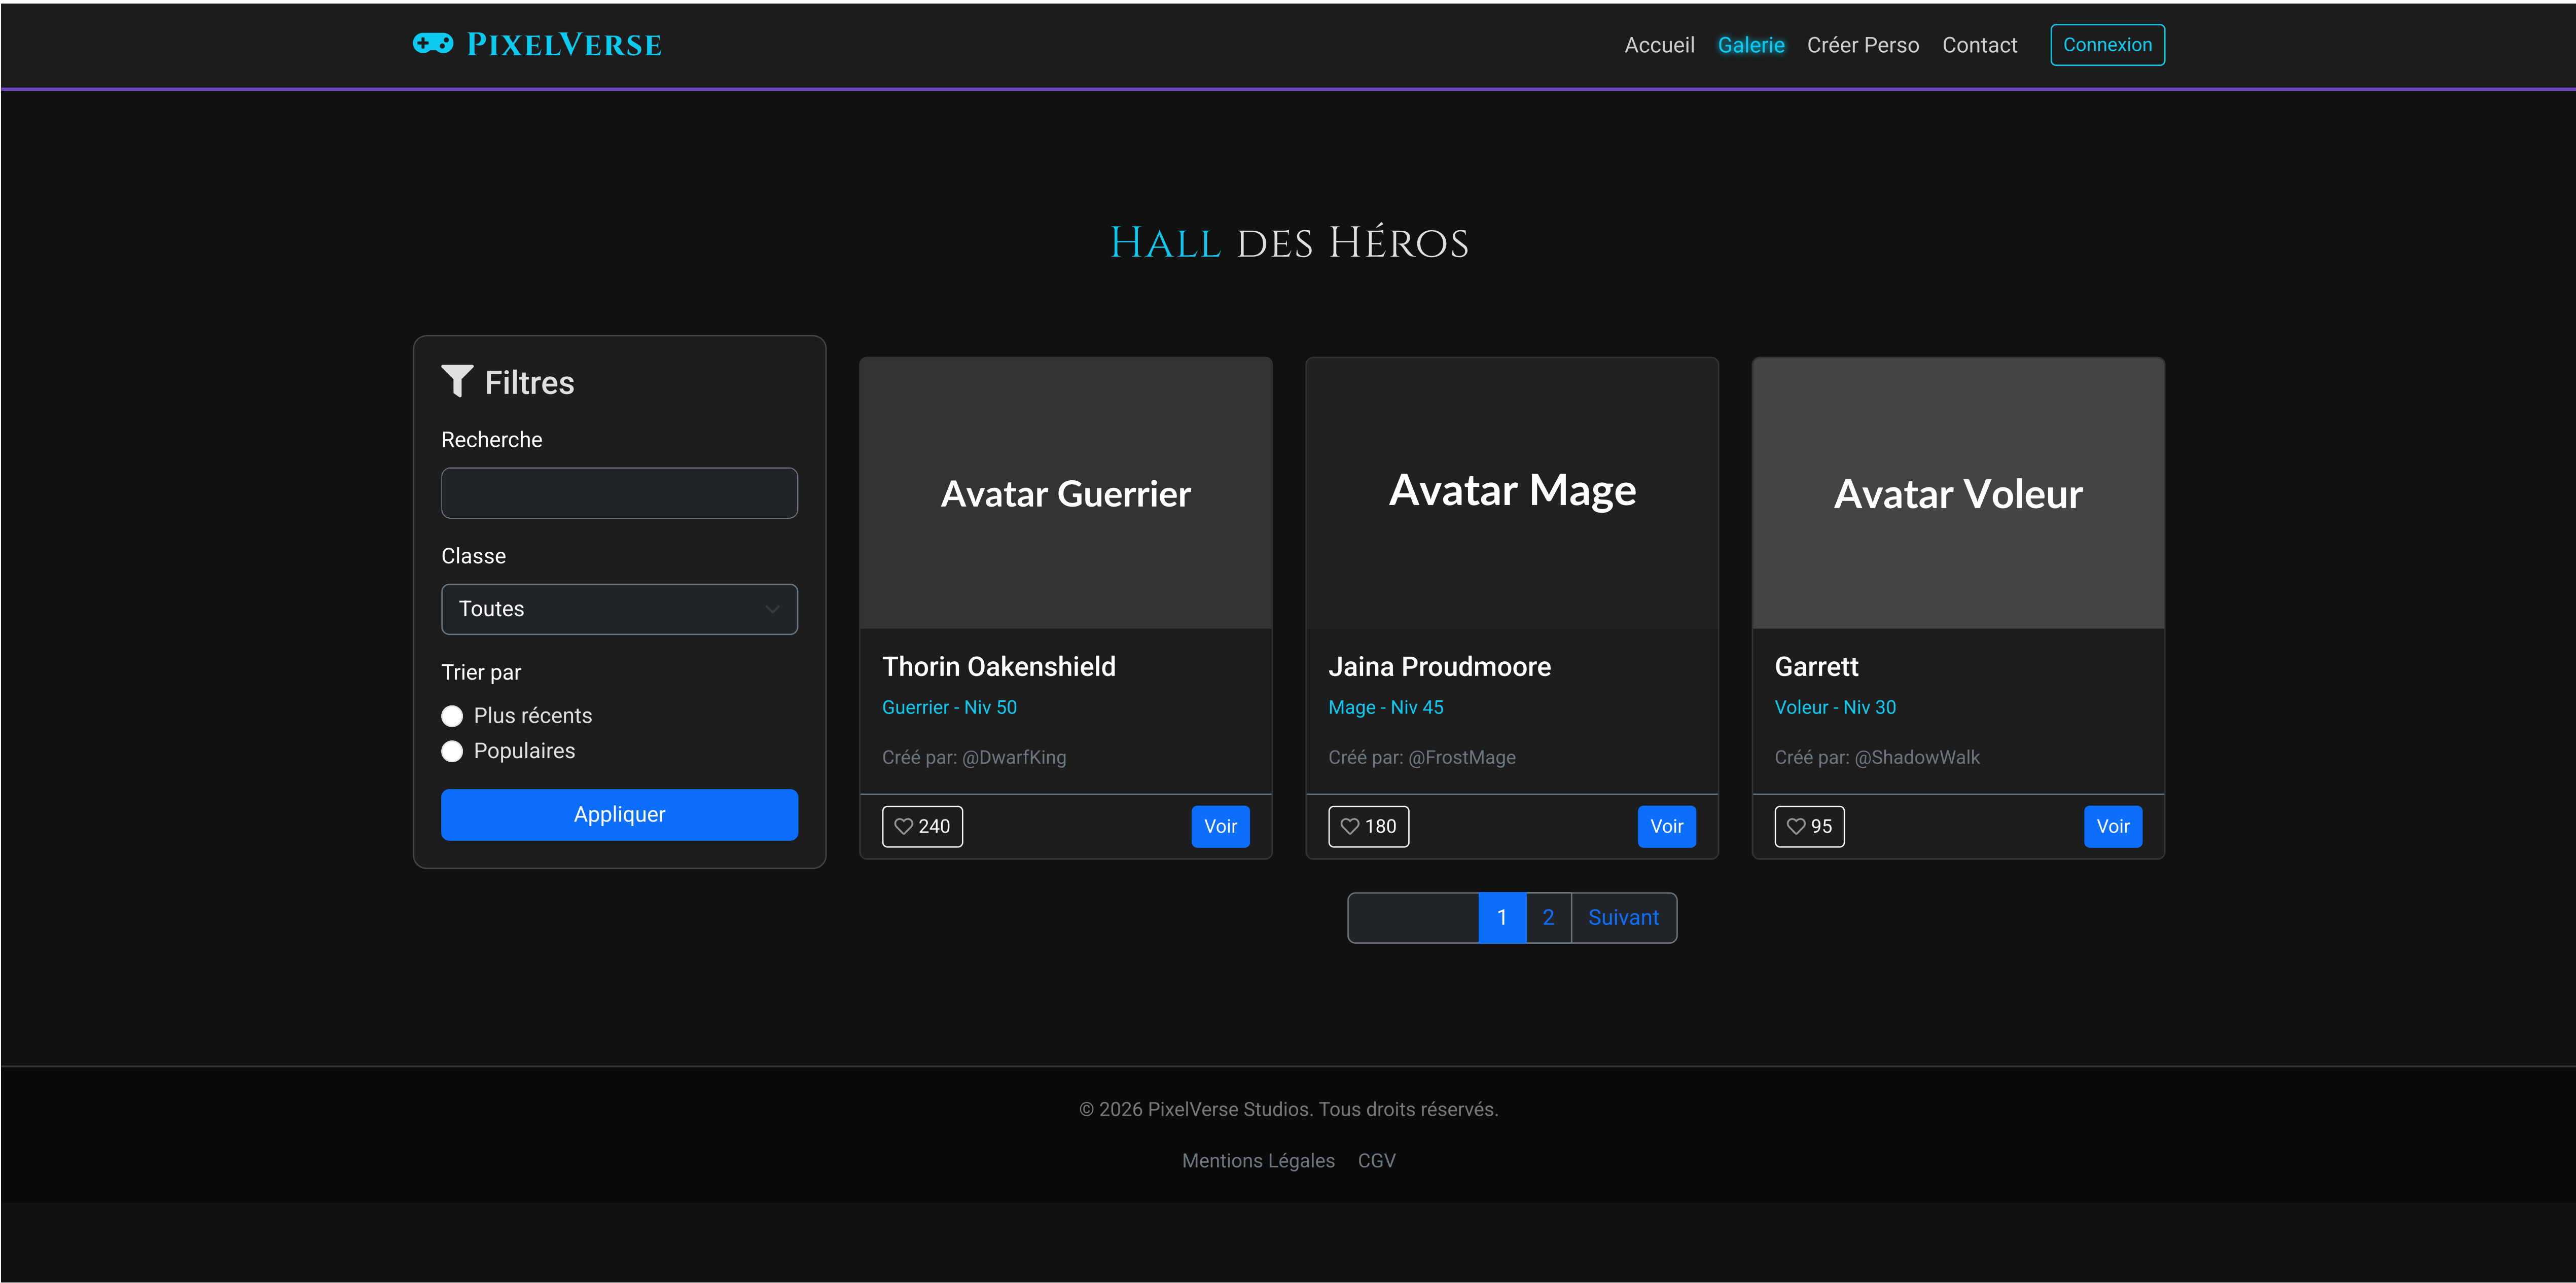 PixelVerse
Accueil Galerie Créer Perso Contact Connexion
Hall des Héros
Filtres
Recherche
Classe
Toutes
Trier par
Plus récents
Populaires
Appliquer
Avatar Guerrier
Thorin Oakenshield
Guerrier - Niv 50
Créé par: @DwarfKing
240 Voir
Avatar Mage
Jaina Proudmoore
Mage - Niv 45
Créé par: @FrostMage
180 Voir
Avatar Voleur
Garrett
Voleur - Niv 30
Créé par: @ShadowWalk
95 Voir
1 2 Suivant
© 2026 PixelVerse Studios. Tous droits réservés.
Mentions Légales CGV